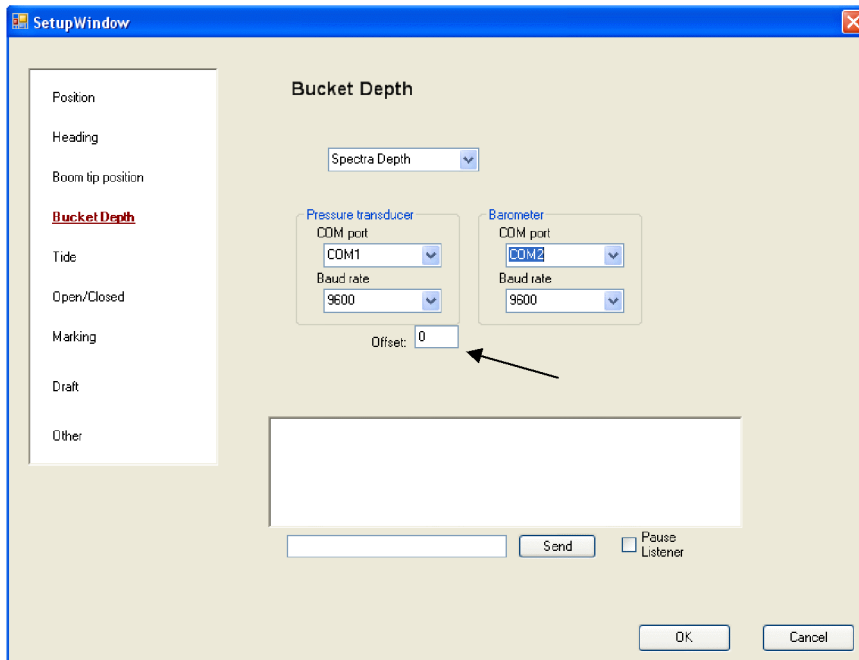 SetupWindow
Position
Heading
Boom tip position
Bucket Depth
Tide
Open/Closed
Marking
Draft
Other
Bucket Depth
Spectra Depth
Pressure transducer
COM port
COM1
Baud rate
9600
Barometer
COM port
COM2
Baud rate
9600
Offset: 0
Send
Pause
Listener
OK
Cancel